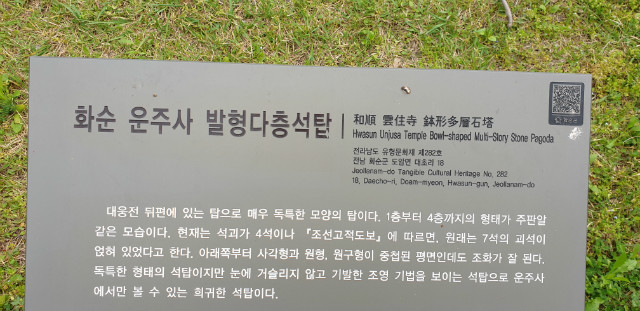 화순 운주사 발형다층석탑
和順 雲住寺 鉢形多層石塔
Hwasun Unjusa Temple Bowl-shaped Multi-Story Stone Pagoda
전라남도 유형문화재 제282호
전남 화순군 도암면 대초리 18
Jeollanam-do Tangible Cultural Heritage No. 282
18, Daecho-ri, Doam-myeon, Hwasun-gun, Jeollanam-do
대웅전 뒤편에 있는 탑으로 매우 독특한 모양의 탑이다. 1층부터 4층까지의 형태가 주판알
같은 모습이다. 현재는 석괴가 4석이나 『조선고적도보』에 따르면, 원래는 7석의 괴석이
얹혀 있었다고 한다. 아래쪽부터 사각형과 원형, 원구형이 중첩된 평면인데도 조화가 잘 된다.
독특한 형태의 석탑이지만 눈에 거슬리지 않고 기발한 조영 기법을 보이는 석탑으로 운주사
에서만 볼 수 있는 희귀한 석탑이다.